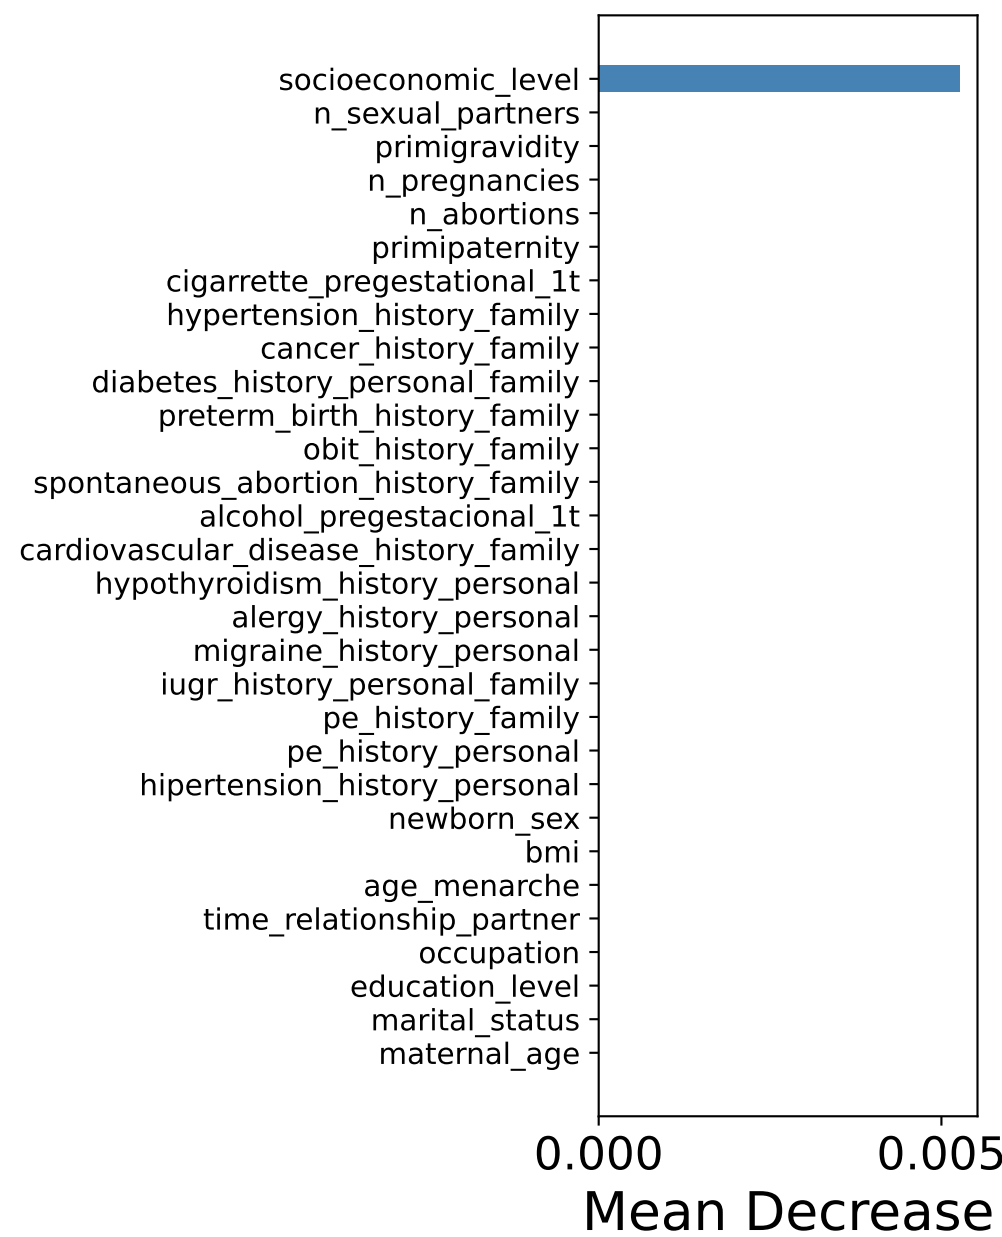 socioeconomic_level
n_sexual_partners
primigravidity
n_pregnancies
n_abortions
primipaternity
cigarrette_pregestational_1t
hypertension_history_family
cancer_history_family
diabetes_history_personal_family
preterm_birth_history_family
obit_history_family
spontaneous_abortion_history_family
alcohol_pregestacional_1t
cardiovascular_disease_history_family
hypothyroidism_history_personal
alergy_history_personal
migraine_history_personal
iugr_history_personal_family
pe_history_family
pe_history_personal
hipertension_history_personal
newborn_sex
bmi
age_menarche
time_relationship_partner
occupation
education_level
marital_status
maternal_age
0.000 0.005
Mean Decrease